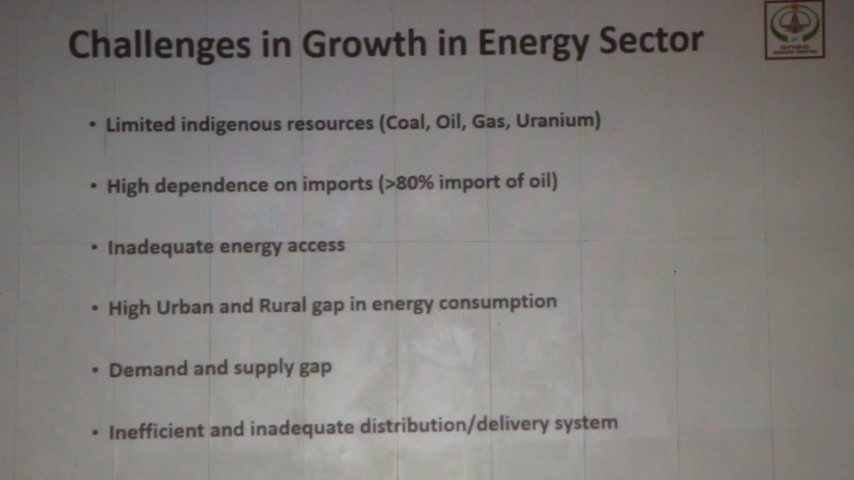 Challenges in Growth in Energy Sector
• Limited indigenous resources (Coal, Oil, Gas, Uranium)
• High dependence on imports (>80% import of oil)
• Inadequate energy access
• High Urban and Rural gap in energy consumption
• Demand and supply gap
• Inefficient and inadequate distribution/delivery system